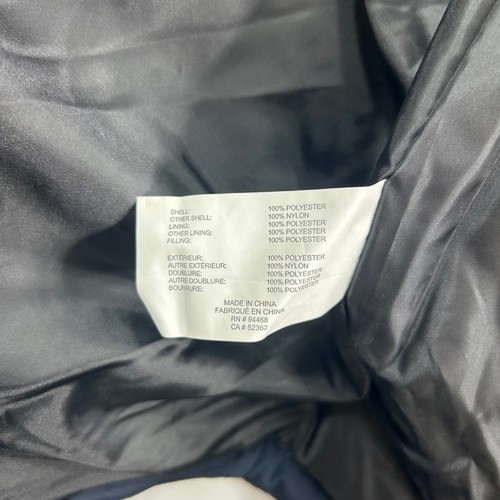 SHELL: 100% POLYESTER
OTHER SHELL: 100% NYLON
LINING: 100% POLYESTER
OTHER LINING: 100% POLYESTER
FILLING: 100% POLYESTER
EXTÉRIEUR: 100% POLYESTER
AUTRE EXTÉRIEUR: 100% NYLON
DOUBLURE: 100% POLYESTER
AUTRE DOUBLURE: 100% POLYESTER
BOURRURE: 100% POLYESTER
MADE IN CHINA
FABRIQUÉ EN CHINA
RN # 94468
CA # 52362